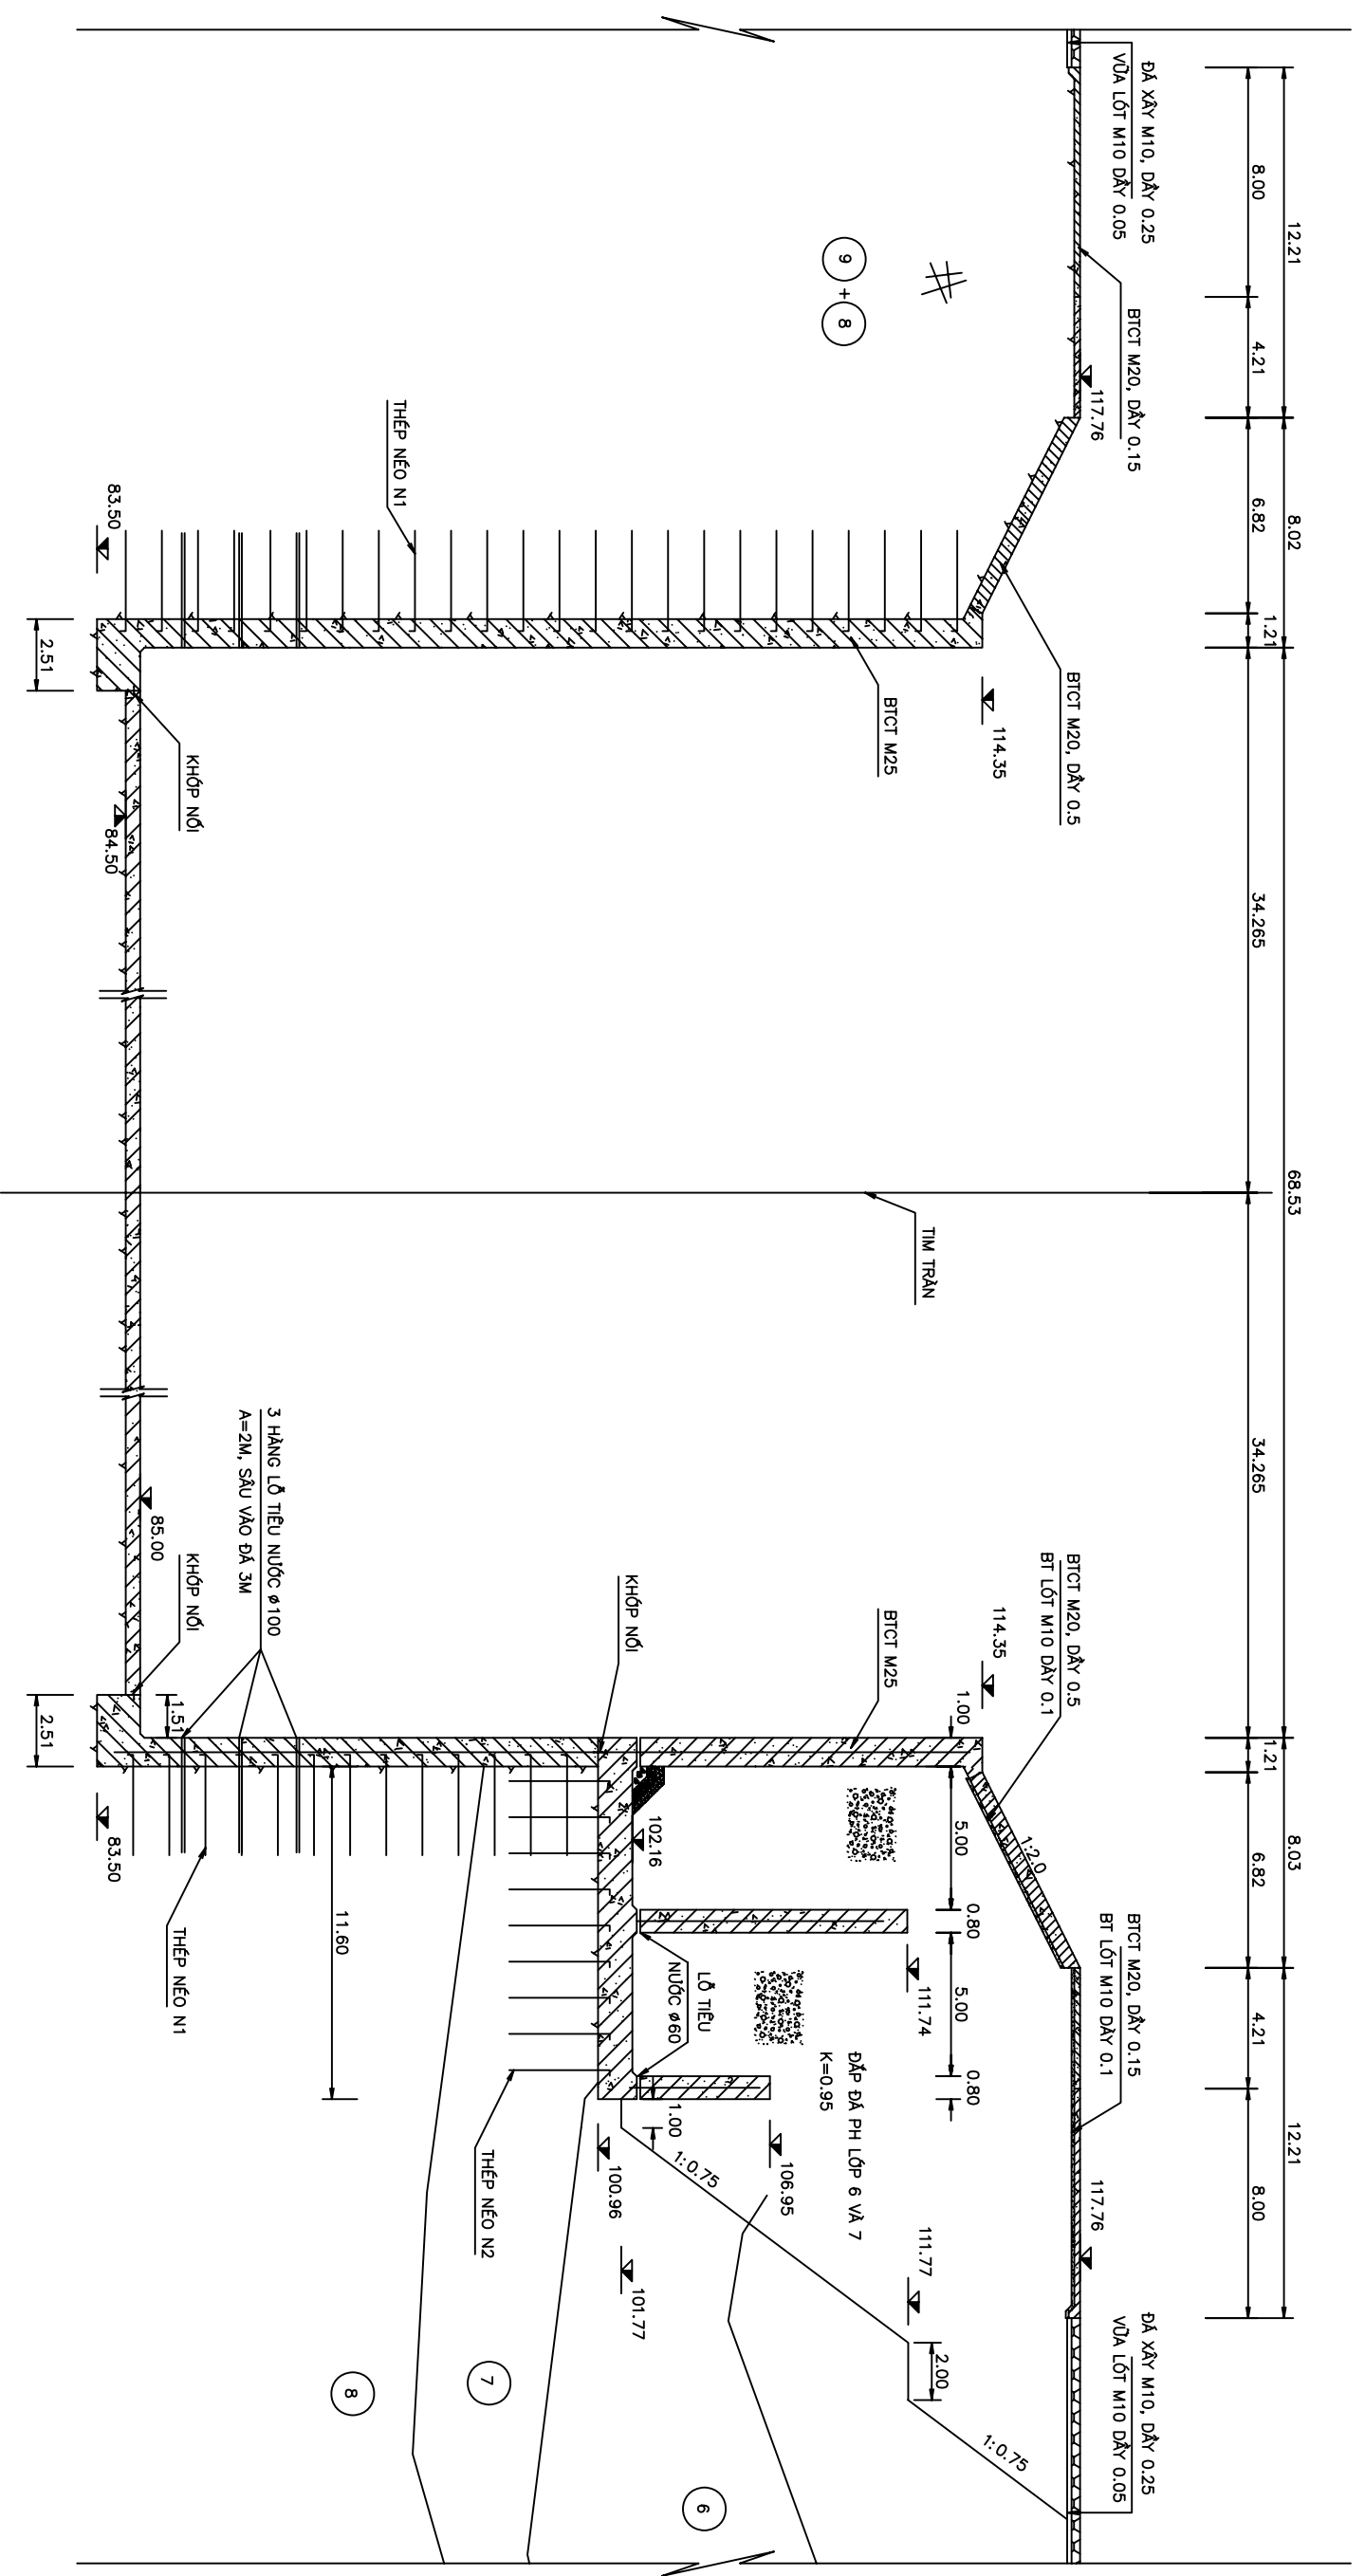 12.21
8.02
68.53
8.03
12.21
8.00
4.21
6.82
1.21
34.265
34.265
1.21
6.82
4.21
8.00
ĐÁ XÂY M10, DẦY 0.25
VỮA LÓT M10 DẦY 0.05
BTCT M20, DẦY 0.15
117.76
BTCT M20, DẦY 0.5
114.35
BTCT M25
9 + 8
THÉP NÉO N1
83.50
2.51
KHỚP NỐI
84.50
TIM TRÀN
3 HÀNG LỖ TIÊU NƯỚC ø100
A=2M, SÂU VÀO ĐÁ 3M
85.00
KHỚP NỐI
KHỚP NỐI
BTCT M25
114.35
BTCT M20, DẦY 0.5
BT LÓT M10 DẦY 0.1
1.00
5.00
0.80
5.00
0.80
1:2.0
BTCT M20, DẦY 0.15
BT LÓT M10 DẦY 0.1
117.76
ĐÁ XÂY M10, DẦY 0.25
VỮA LÓT M10 DẦY 0.05
102.16
111.74
LỖ TIÊU
NƯỚC ø60
ĐẮP ĐÁ PH LỚP 6 VÀ 7
K=0.95
106.95
111.77
2.00
1:0.75
1:0.75
1.00
100.96
101.77
11.60
THÉP NÉO N2
THÉP NÉO N1
1.51
2.51
83.50
6
7
8